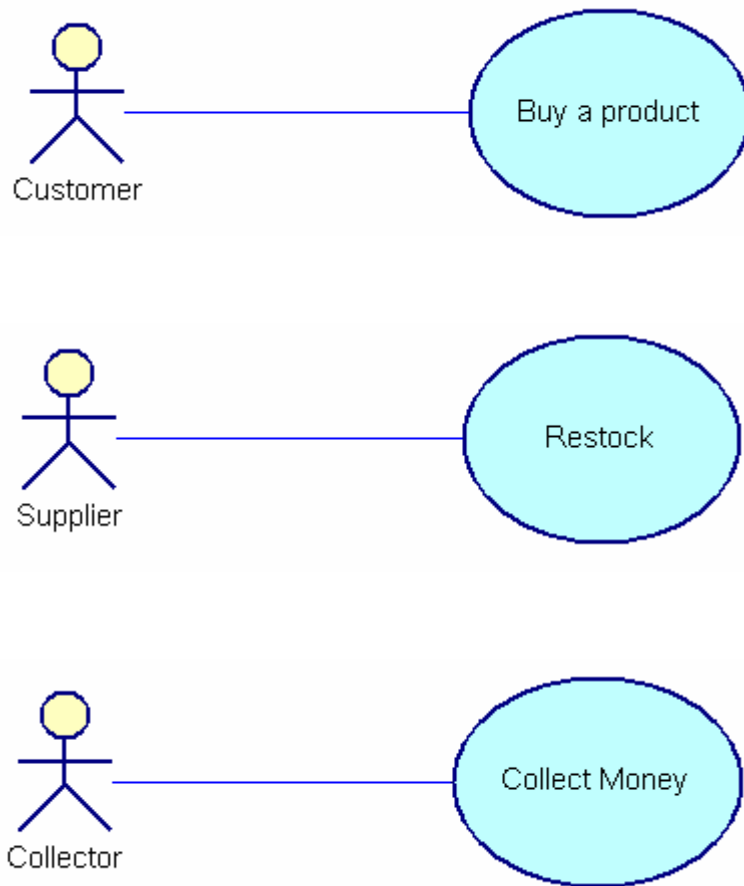 Buy a product
Customer
Restock
Supplier
Collect Money
Collector